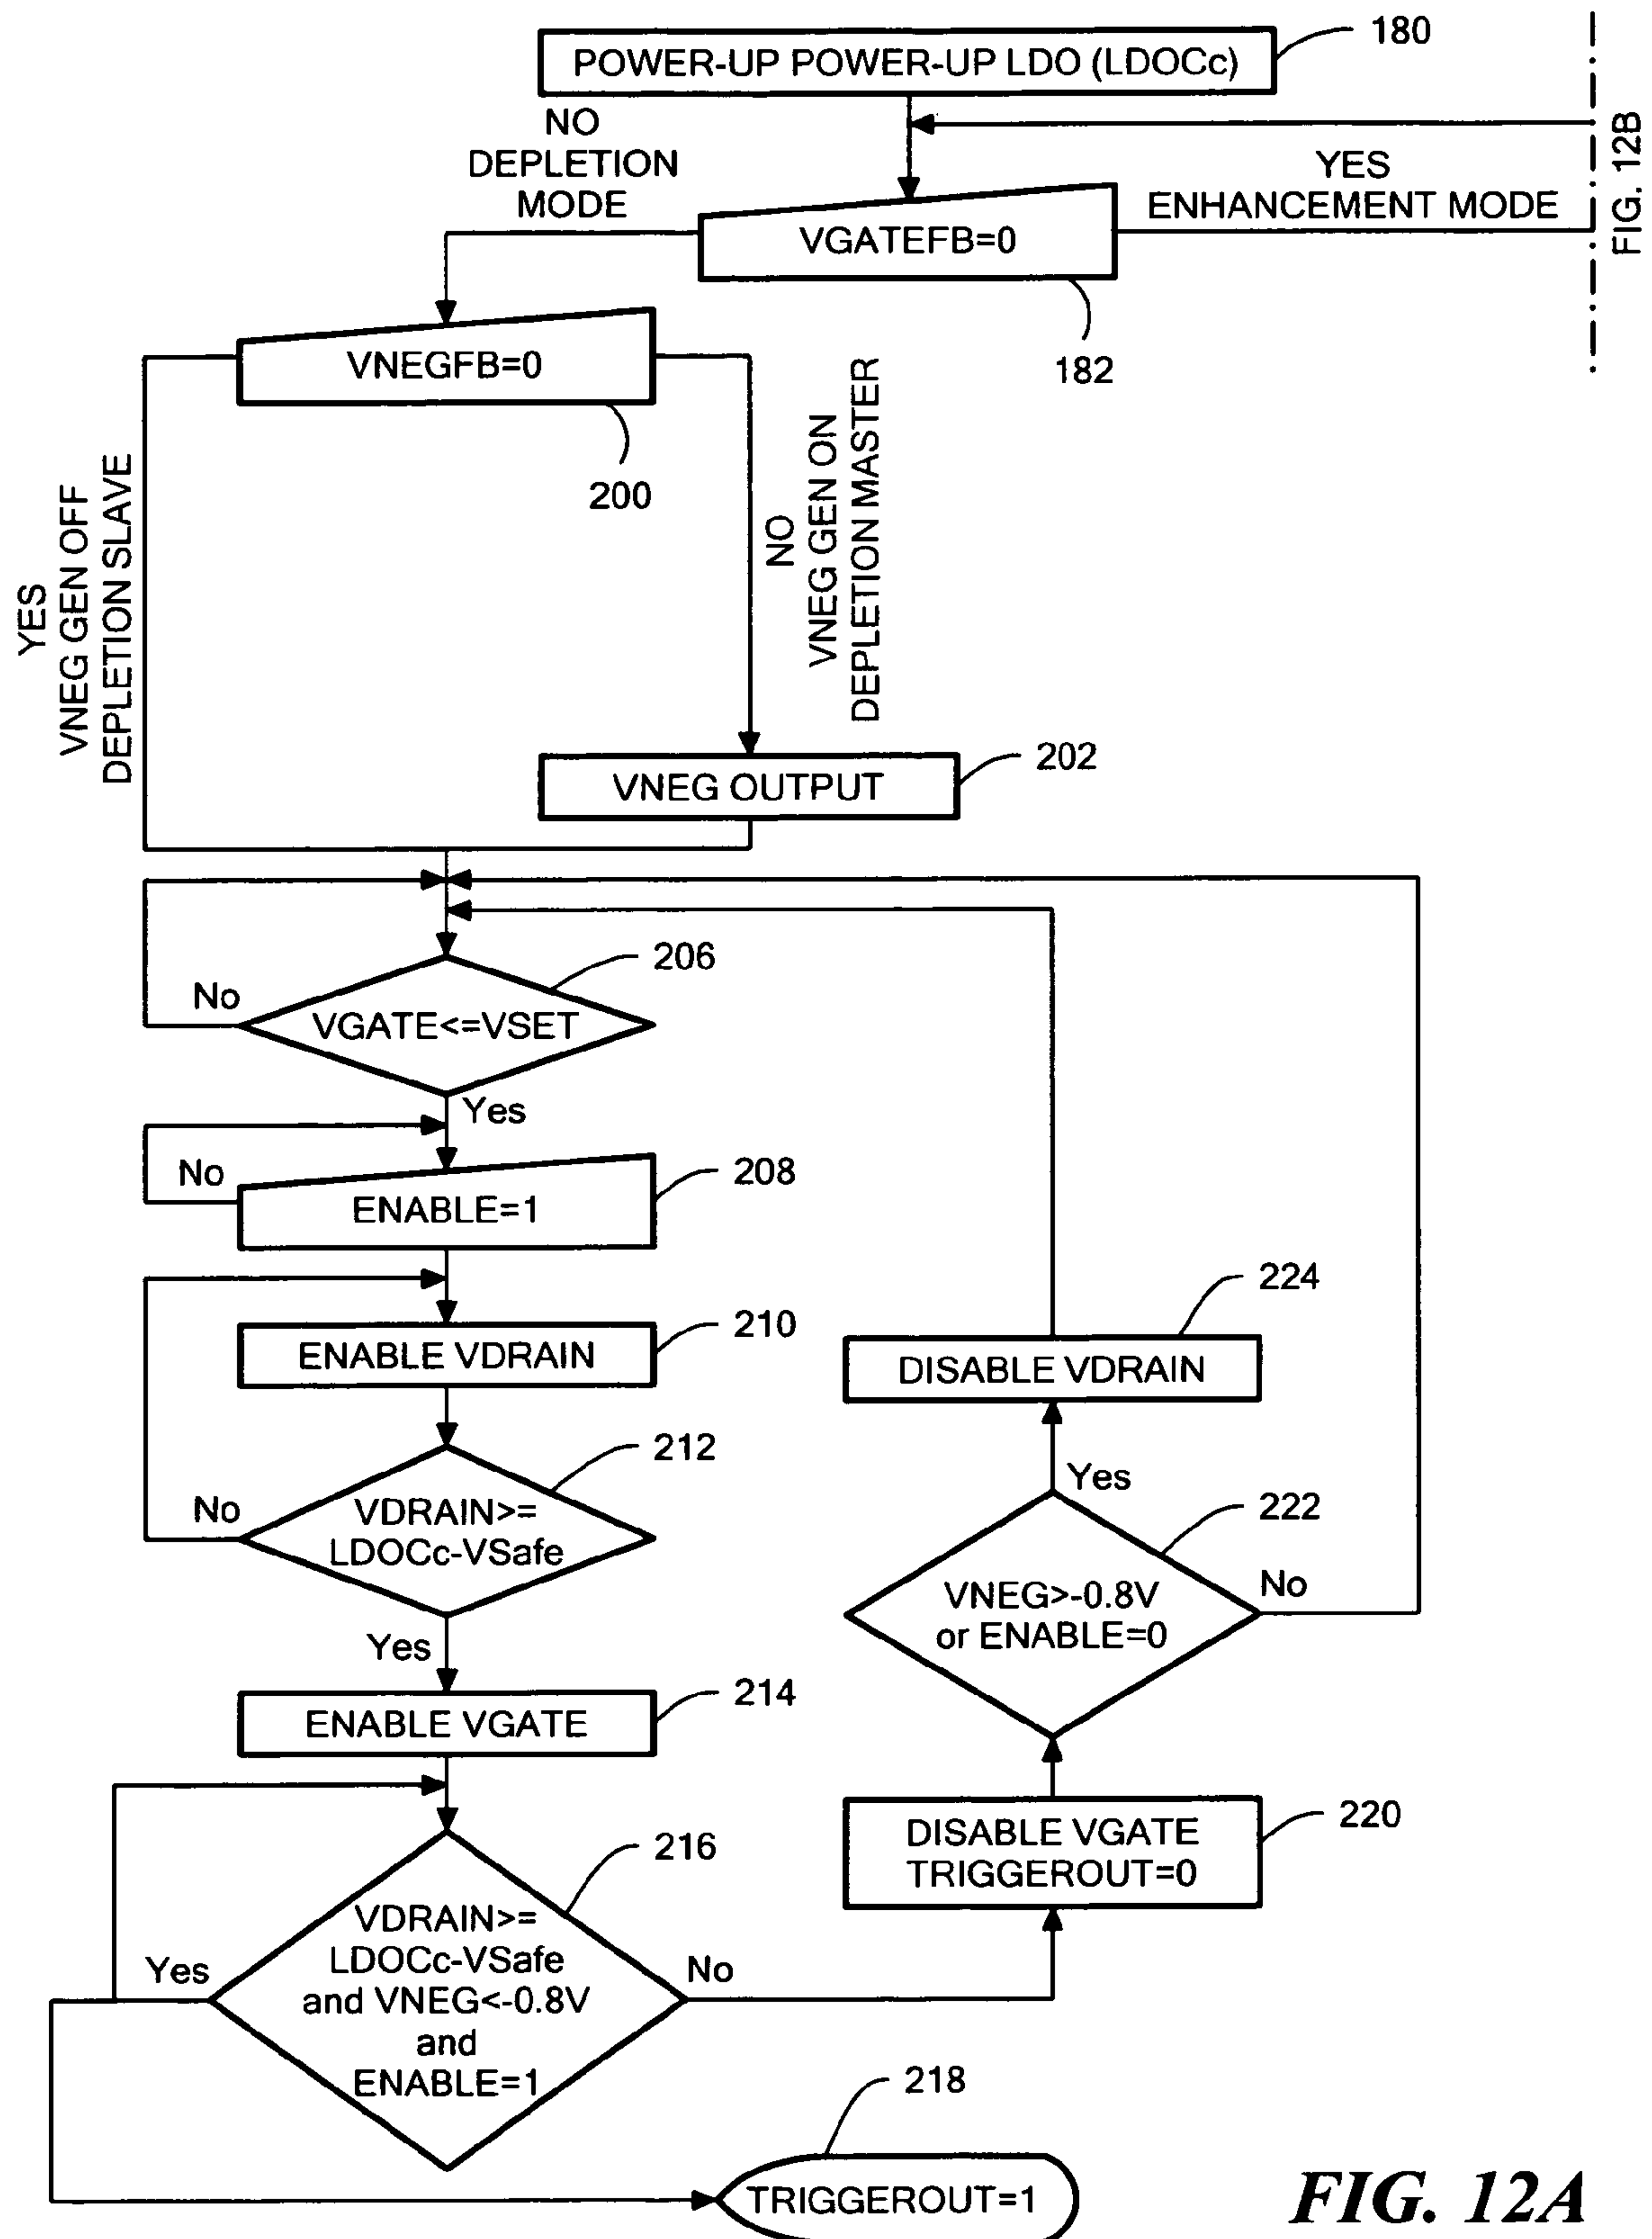 180
POWER-UP POWER-UP LDO (LDOCc)
NO
DEPLETION
MODE
YES
ENHANCEMENT MODE
FIG. 12B
VGATEFB=0
182
VNEGFB=0
200
YES
VNEG GEN OFF
DEPLETION SLAVE
NO
VNEG GEN ON
DEPLETION MASTER
VNEG OUTPUT
202
206
No
VGATE<=VSET
Yes
No
208
ENABLE=1
210
ENABLE VDRAIN
224
DISABLE VDRAIN
212
No
VDRAIN>=
LDOCc-VSafe
Yes
Yes
222
VNEG>-0.8V
or ENABLE=0
No
214
ENABLE VGATE
220
DISABLE VGATE
TRIGGEROUT=0
216
Yes
VDRAIN>=
LDOCc-VSafe
and VNEG<-0.8V
and
ENABLE=1
No
218
TRIGGEROUT=1
FIG. 12A